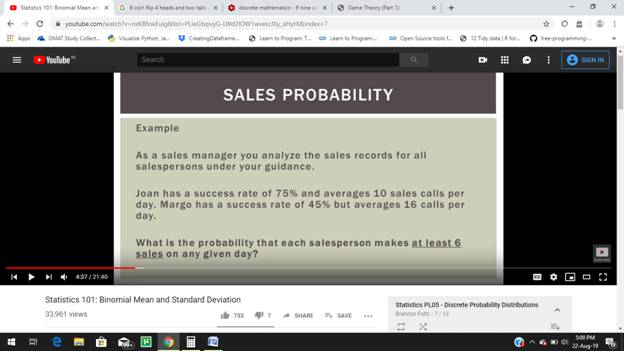 Statistics 101: Binomial Mean an
6 coin flip 4 heads and two tails
discrete mathematics - If nine co
Game Theory (Part 1)
youtube.com/watch?v=
Apps
GMAT Study Collect...
Visualize Python, Ja...
CreatingDataframe...
Learn to Program: T...
Learn to Program...
Open Source tools f...
12 Tidy data | R for...
free-programming-...
YouTube
Search
SIGN IN
SALES PROBABILITY
Example
As a sales manager you analyze the sales records for all
salespersons under your guidance.
Joan has a success rate of 75% and averages 10 sales calls per
day. Margo has a success rate of 45% but averages 16 calls per
day.
What is the probability that each salesperson makes at least 6
sales on any given day?
4:37 / 21:40
Statistics 101: Binomial Mean and Standard Deviation
33,961 views
733
7
SHARE
SAVE
Statistics PL05 - Discrete Probability Distributions
Brandon Foltz - 7 / 13
99+
5:00 PM
22-Aug-19